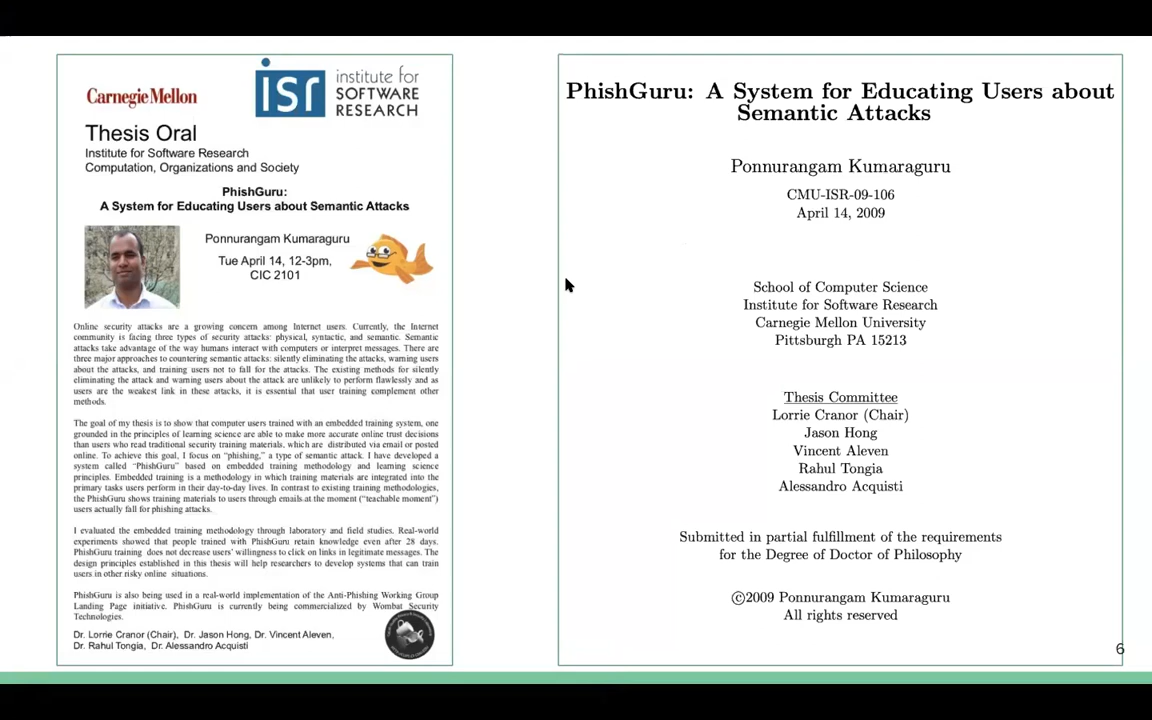 Carnegie Mellon
isr
institute for
SOFTWARE
RESEARCH
Thesis Oral
Institute for Software Research
Computation, Organizations and Society
PhishGuru:
A System for Educating Users about Semantic Attacks
Ponnurangam Kumaraguru
Tue April 14, 12-3pm,
CIC 2101
Online security attacks are a growing concern among Internet users. Currently, the Internet
community is facing three types of security attacks: physical, syntactic, and semantic. Semantic
attacks take advantage of the way humans interact with computers or interpret messages. There are
three major approaches to countering semantic attacks: silently eliminating the attacks, warning users
about the attacks, and training users not to fall for the attacks. The existing methods for silently
eliminating the attack and warning users about the attack are unlikely to perform flawlessly and as
users are the weakest link in these attacks, it is essential that user training complement other
methods.
The goal of my thesis is to show that computer users trained with an embedded training system, one
grounded in the principles of learning science are able to make more accurate online trust decisions
than users who read traditional security training materials, which are distributed via email or posted
online. To achieve this goal, I focus on "phishing," a type of semantic attack. I have developed a
system called "PhishGuru" based on embedded training methodology and learning science
principles. Embedded training is a methodology in which training materials are integrated into the
primary tasks users perform in their day-to-day lives. In contrast to existing training methodologies,
the PhishGuru shows training materials to users through emails at the moment ("teachable moment")
users actually fall for phishing attacks.
I evaluated the embedded training methodology through laboratory and field studies. Real-world
experiments showed that people trained with PhishGuru retain knowledge even after 28 days.
PhishGuru training does not decrease users' willingness to click on links in legitimate messages. The
design principles established in this thesis will help researchers to develop systems that can train
users in other risky online situations.
PhishGuru is also being used in a real-world implementation of the Anti-Phishing Working Group
Landing Page initiative. PhishGuru is currently being commercialized by Wombat Security
Technologies.
Dr. Lorrie Cranor (Chair), Dr. Jason Hong, Dr. Vincent Aleven,
Dr. Rahul Tongia, Dr. Alessandro Acquisti
PhishGuru: A System for Educating Users about
Semantic Attacks
Ponnurangam Kumaraguru
CMU-ISR-09-106
April 14, 2009
School of Computer Science
Institute for Software Research
Carnegie Mellon University
Pittsburgh PA 15213
Thesis Committee
Lorrie Cranor (Chair)
Jason Hong
Vincent Aleven
Rahul Tongia
Alessandro Acquisti
Submitted in partial fulfillment of the requirements
for the Degree of Doctor of Philosophy
©2009 Ponnurangam Kumaraguru
All rights reserved
6